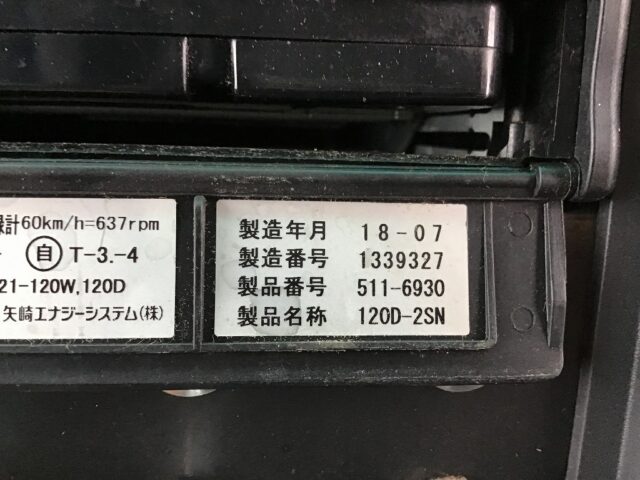 計60km/h=637rpm
自 T-3.-4
21-120W,120D
矢崎エナジーシステム(株)
製造年月 18-07
製造番号 1339327
製品番号 511-6930
製品名称 120D-2SN